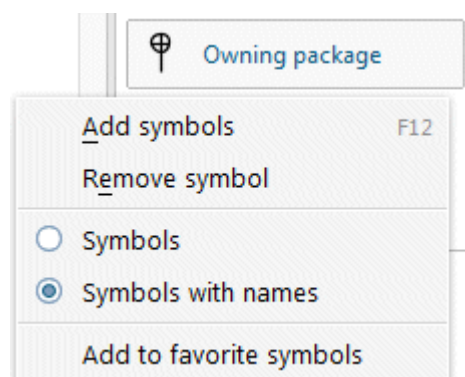 Owning package
Add symbols F12
Remove symbol
Symbols
Symbols with names
Add to favorite symbols